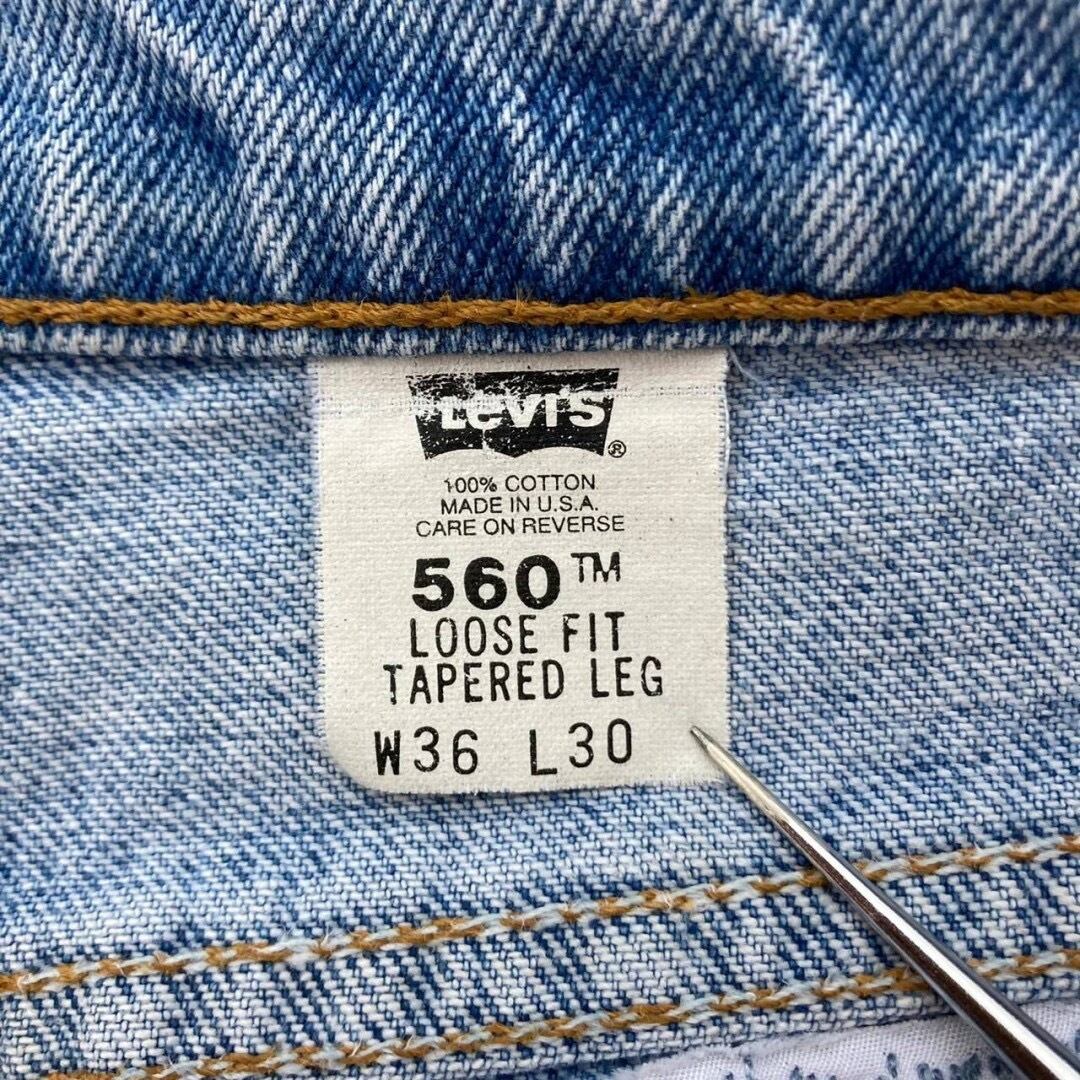 Levi's®
100% COTTON
MADE IN U.S.A.
CARE ON REVERSE
560™
LOOSE FIT
TAPERED LEG
W36 L30